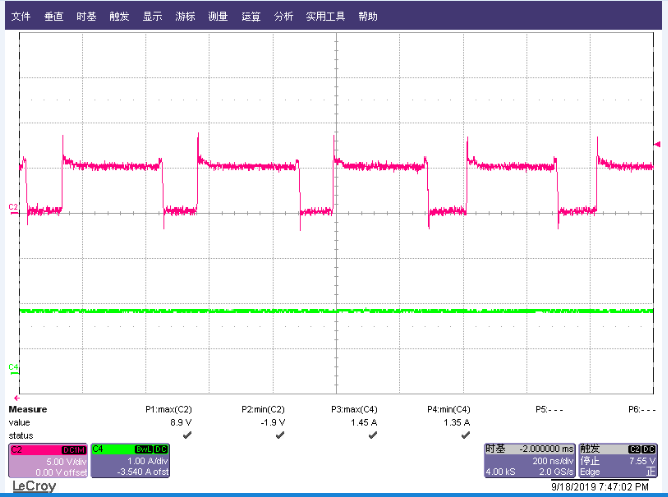 文件 垂直 时基 触发 显示 游标 测量 运算 分析 实用工具 帮助
C2
C4
Measure P1:max(C2) P2:min(C2) P3:max(C4) P4:min(C4) P5:- - - P6:- - -
value 8.9 V -1.9 V 1.45 A 1.35 A
status
C2 DC1M C4 BwL DC 时基 -2.000000 ms 触发 C2 DC
5.00 V/div 1.00 A/div 200 ns/div 停止 7.55 V
0.00 V offset -3.540 A ofst 4.00 kS 2.0 GS/s Edge 正
LeCroy 9/18/2019 7:47:02 PM